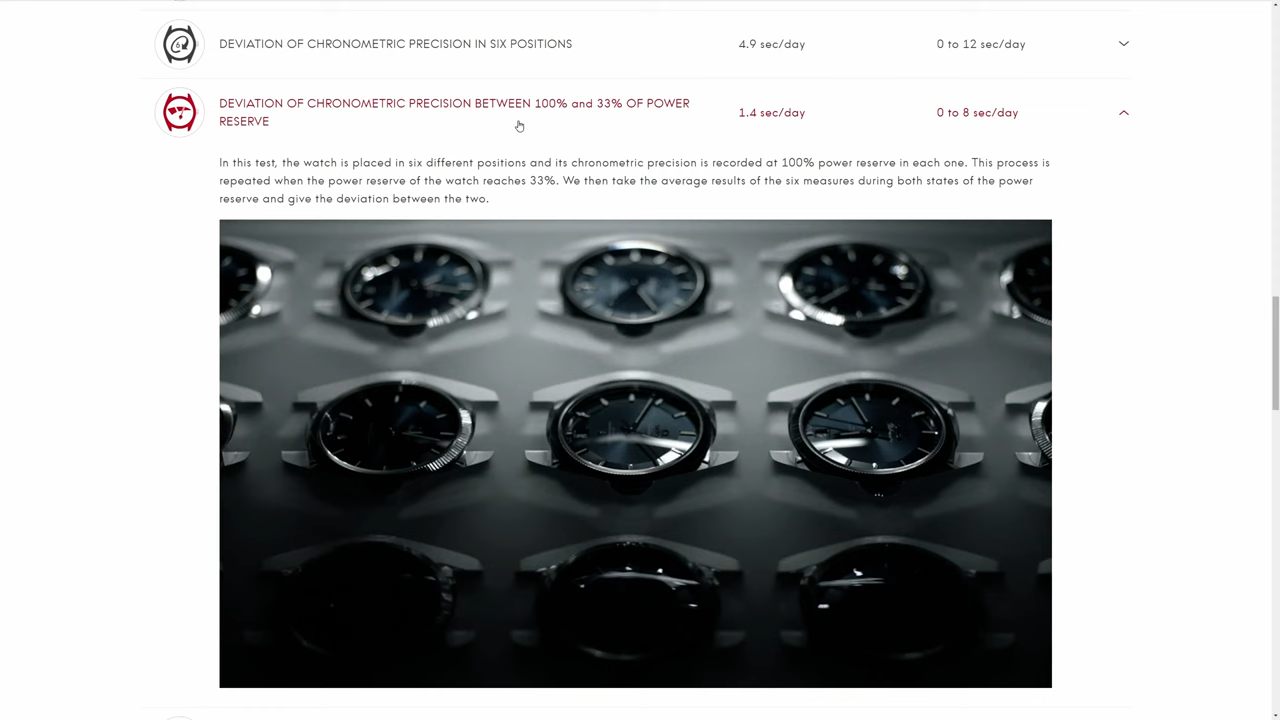 DEVIATION OF CHRONOMETRIC PRECISION IN SIX POSITIONS 4.9 sec/day 0 to 12 sec/day
DEVIATION OF CHRONOMETRIC PRECISION BETWEEN 100% and 33% OF POWER
RESERVE 1.4 sec/day 0 to 8 sec/day
In this test, the watch is placed in six different positions and its chronometric precision is recorded at 100% power reserve in each one. This process is
repeated when the power reserve of the watch reaches 33%. We then take the average results of the six measures during both states of the power
reserve and give the deviation between the two.